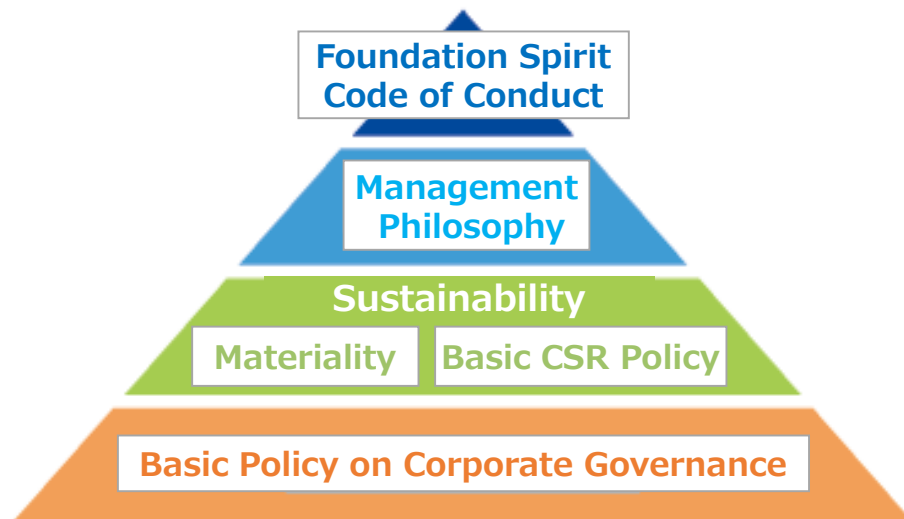 Foundation Spirit
Code of Conduct
Management
Philosophy
Sustainability
Materiality
Basic CSR Policy
Basic Policy on Corporate Governance